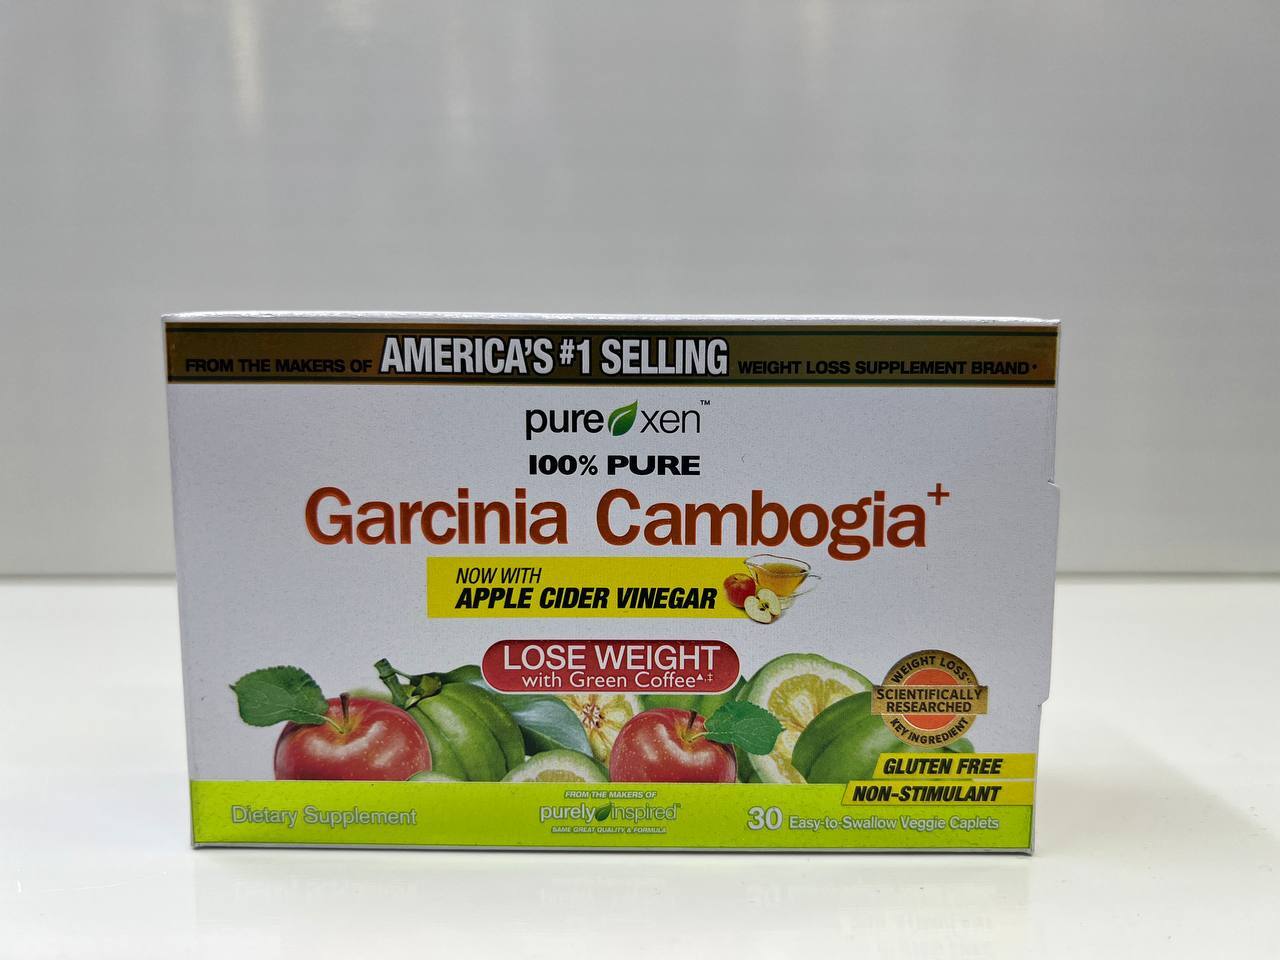 FROM THE MAKERS OF AMERICA'S #1 SELLING WEIGHT LOSS SUPPLEMENT BRAND*
pure xen™
100% PURE
Garcinia Cambogia+
NOW WITH
APPLE CIDER VINEGAR
LOSE WEIGHT
with Green Coffee▲,‡
WEIGHT LOSS
SCIENTIFICALLY
RESEARCHED
KEY INGREDIENT
GLUTEN FREE
NON-STIMULANT
Dietary Supplement
FROM THE MAKERS OF
purely inspired
SAME GREAT QUALITY & FORMULA
30 Easy-to-Swallow Veggie Caplets